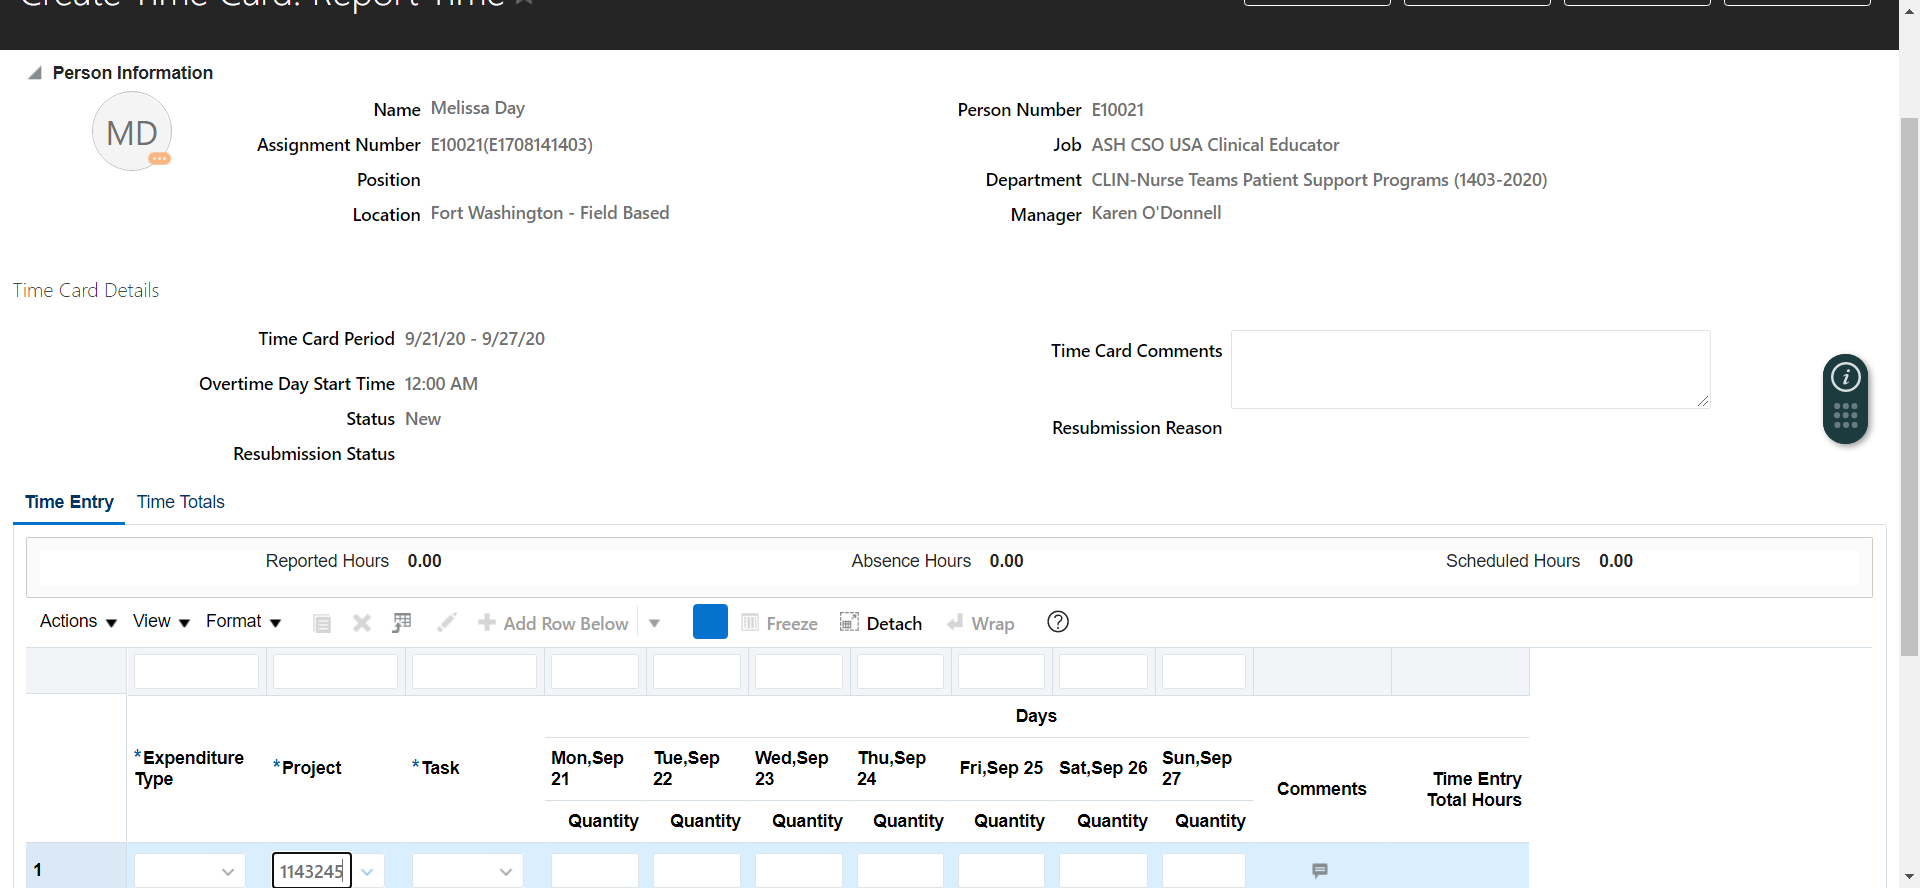 Create Time Card: Report Time
Person Information
MD
Name Melissa Day
Person Number E10021
Assignment Number E10021(E1708141403)
Job ASH CSO USA Clinical Educator
Position
Department CLIN-Nurse Teams Patient Support Programs (1403-2020)
Location Fort Washington - Field Based
Manager Karen O'Donnell
Time Card Details
Time Card Period 9/21/20 - 9/27/20
Time Card Comments
Overtime Day Start Time 12:00 AM
Status New
Resubmission Reason
Resubmission Status
Time Entry Time Totals
Reported Hours 0.00 Absence Hours 0.00 Scheduled Hours 0.00
Actions View Format Add Row Below Freeze Detach Wrap
Days
*Expenditure Type
*Project
*Task
Mon,Sep 21
Tue,Sep 22
Wed,Sep 23
Thu,Sep 24
Fri,Sep 25
Sat,Sep 26
Sun,Sep 27
Comments
Time Entry Total Hours
Quantity Quantity Quantity Quantity Quantity Quantity Quantity
1 1143245